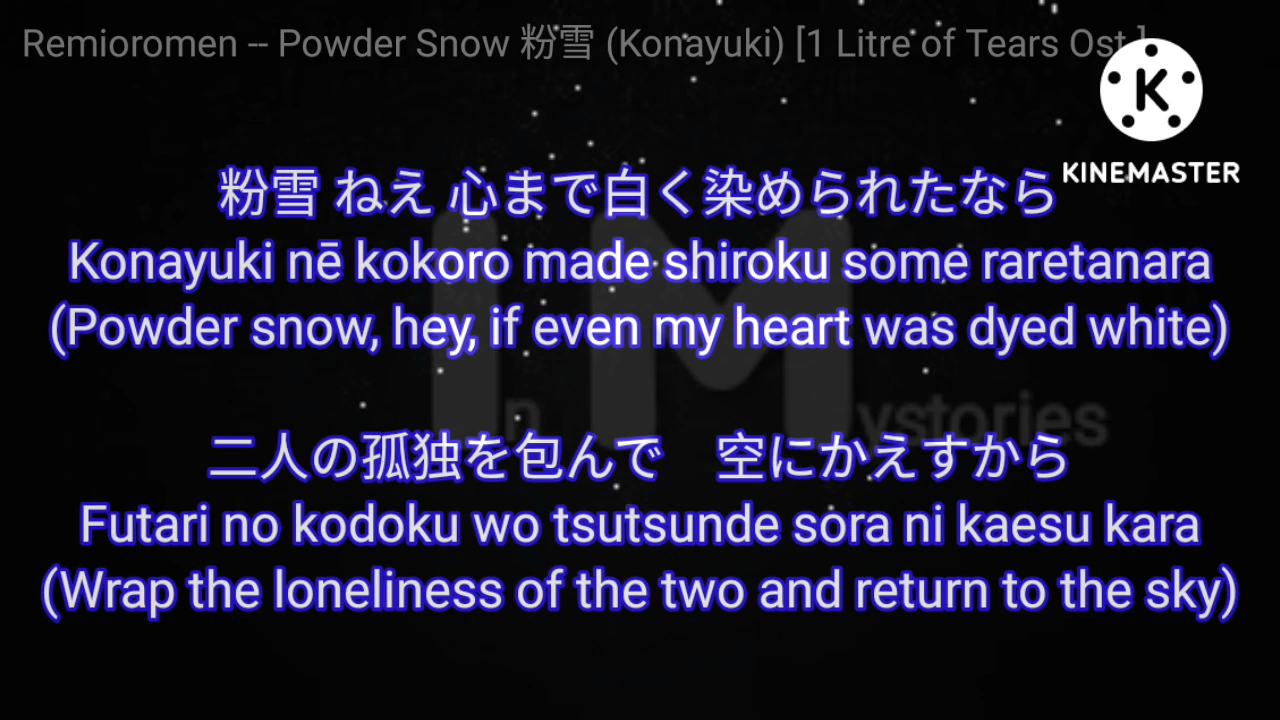 Remioromen -- Powder Snow 粉雪 (Konayuki) [1 Litre of Tears Ost.]
K
KINEMASTER
粉雪 ねえ 心まで白く染められたなら
Konayuki nē kokoro made shiroku some raretanara
(Powder snow, hey, if even my heart was dyed white)
In Mystories
二人の孤独を包んで　空にかえすから
Futari no kodoku wo tsutsunde sora ni kaesu kara
(Wrap the loneliness of the two and return to the sky)